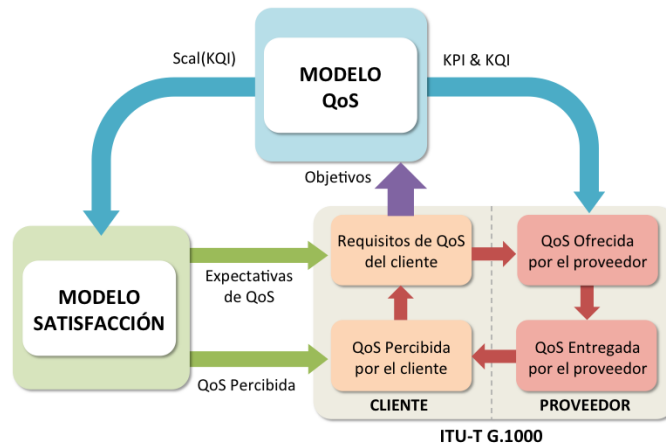 Scal(KQI)
MODELO
QoS
KPI & KQI
Objetivos
Requisitos de QoS
del cliente
QoS Ofrecida
por el proveedor
Expectativas
de QoS
MODELO
SATISFACCIÓN
QoS Percibida
por el cliente
QoS Entregada
por el proveedor
QoS Percibida
CLIENTE
PROVEEDOR
ITU-T G.1000